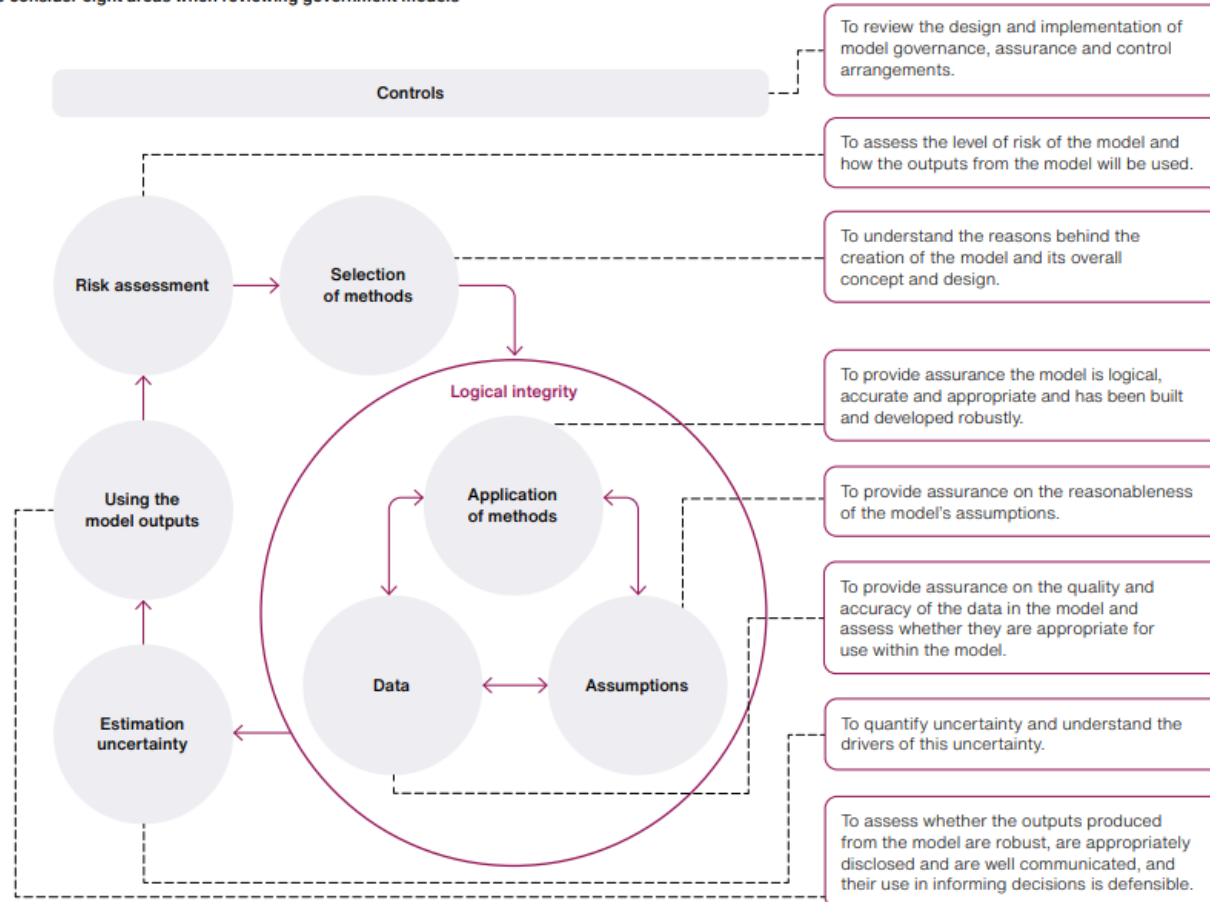 consider eight areas when reviewing government models
Controls
To review the design and implementation of
model governance, assurance and control
arrangements.
To assess the level of risk of the model and
how the outputs from the model will be used.
Risk assessment
Selection
of methods
To understand the reasons behind the
creation of the model and its overall
concept and design.
Logical integrity
To provide assurance the model is logical,
accurate and appropriate and has been built
and developed robustly.
Using the
model outputs
Application
of methods
To provide assurance on the reasonableness
of the model's assumptions.
To provide assurance on the quality and
accuracy of the data in the model and
assess whether they are appropriate for
use within the model.
Data
Assumptions
Estimation
uncertainty
To quantify uncertainty and understand the
drivers of this uncertainty.
To assess whether the outputs produced
from the model are robust, are appropriately
disclosed and are well communicated, and
their use in informing decisions is defensible.